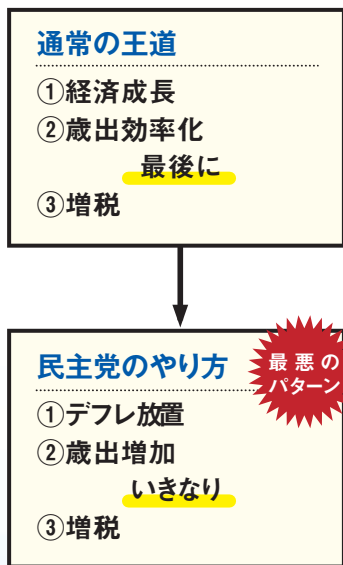 通常の王道
①経済成長
②歳出効率化
最後に
③増税
民主党のやり方
最悪の
パターン
①デフレ放置
②歳出増加
いきなり
③増税